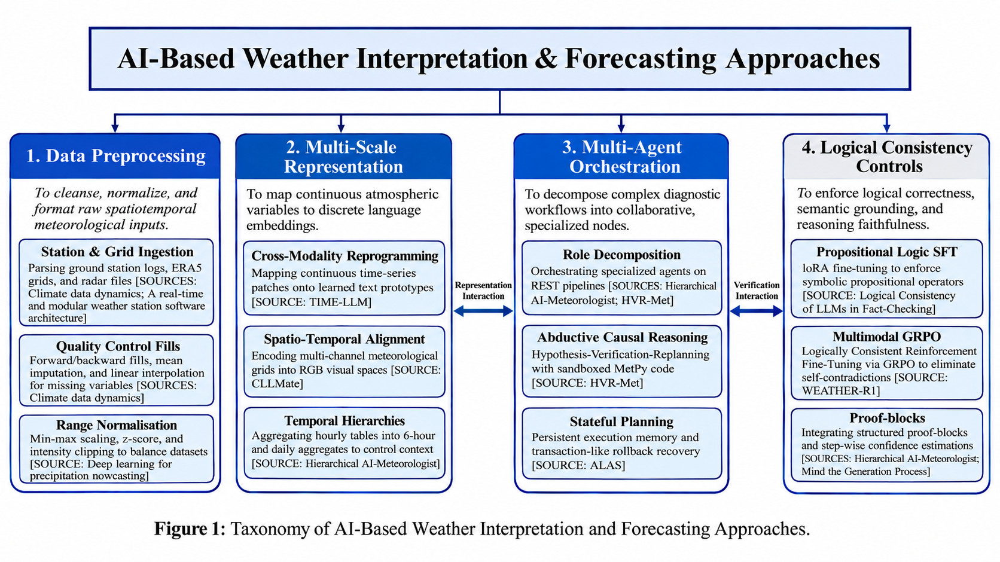 AI-Based Weather Interpretation & Forecasting Approaches
1. Data Preprocessing
To cleanse, normalize, and
format raw spatiotemporal
meteorological inputs.
Station & Grid Ingestion
Parsing ground station logs, ERA5
grids, and radar files [SOURCES:
Climate data dynamics; A real-time
and modular weather station software
architecture]
Quality Control Fills
Forward/backward fills, mean
imputation, and linear interpolation
for missing variables [SOURCES:
Climate data dynamics]
Range Normalisation
Min-max scaling, z-score, and
intensity clipping to balance datasets
[SOURCE: Deep learning for
precipitation nowcasting]
2. Multi-Scale
Representation
To map continuous atmospheric
variables to discrete language
embeddings.
Cross-Modality Reprogramming
Mapping continuous time-series
patches onto learned text prototypes
[SOURCE: TIME-LLM]
Spatio-Temporal Alignment
Encoding multi-channel meteorological
grids into RGB visual spaces [SOURCE:
CLLMate]
Temporal Hierarchies
Aggregating hourly tables into 6-hour
and daily aggregates to control context
[SOURCE: Hierarchical AI-Meteorologist]
Representation
Interaction
3. Multi-Agent
Orchestration
To decompose complex diagnostic
workflows into collaborative,
specialized nodes.
Role Decomposition
Orchestrating specialized agents on
REST pipelines [SOURCES: Hierarchical
AI-Meteorologist; HVR-Met]
Abductive Causal Reasoning
Hypothesis-Verification-Replanning
with sandboxed MetPy code
[SOURCE: HVR-Met]
Stateful Planning
Persistent execution memory and
transaction-like rollback recovery
[SOURCE: ALAS]
Verification
Interaction
4. Logical Consistency
Controls
To enforce logical correctness,
semantic grounding, and
reasoning faithfulness.
Propositional Logic SFT
loRA fine-tuning to enforce
symbolic propositional operators
[SOURCE: Logical Consistency
of LLMs in Fact-Checking]
Multimodal GRPO
Logically Consistent Reinforcement
Fine-Tuning via GRPO to eliminate
self-contradictions [SOURCE:
WEATHER-R1]
Proof-blocks
Integrating structured proof-blocks
and step-wise confidence estimations
[SOURCES: Hierarchical AI-Meteorologist;
Mind the Generation Process]
Figure 1: Taxonomy of AI-Based Weather Interpretation and Forecasting Approaches.